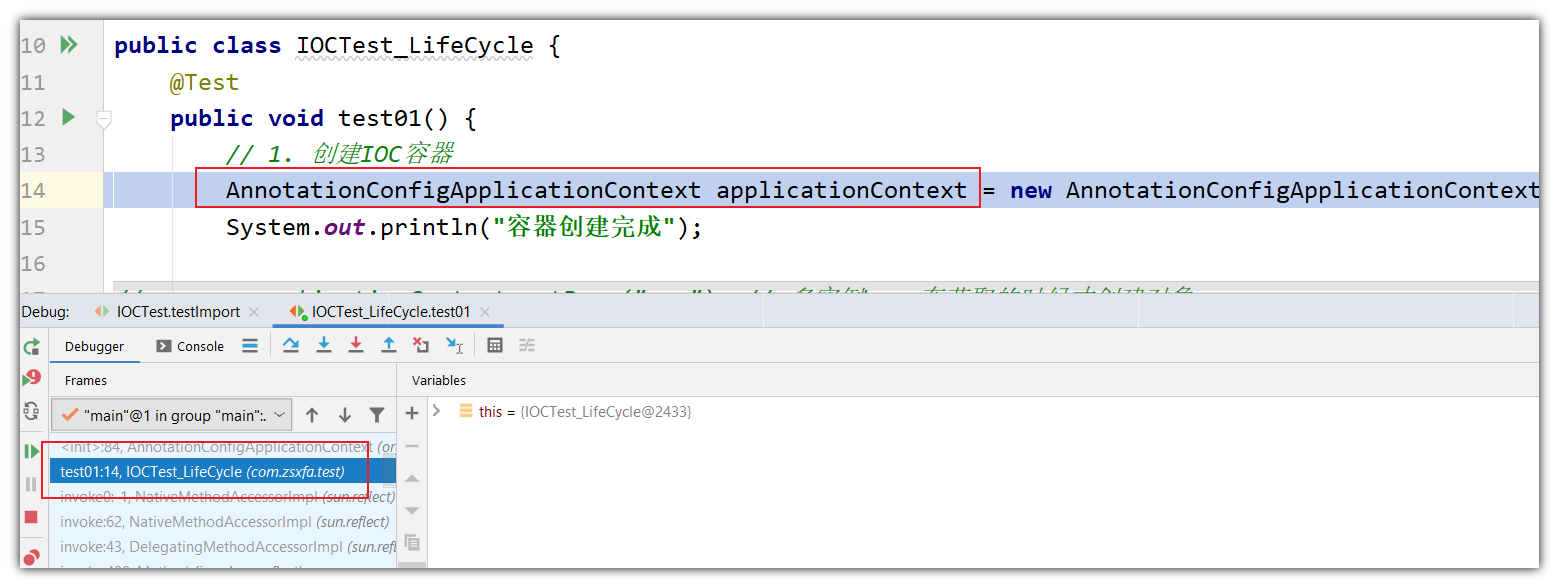 10 public class IOCTest_LifeCycle {
11 @Test
12 public void test01() {
13 // 1. 创建IOC容器
14 AnnotationConfigApplicationContext applicationContext = new AnnotationConfigApplicationContext
15 System.out.println("容器创建完成");
16
Debug: IOCTest.testImport × IOCTest_LifeCycle.test01 ×
Debugger Console
Frames Variables
"main"@1 in group "main":.. this = {IOCTest_LifeCycle@2433}
<init>:84, AnnotationConfigApplicationContext (or
test01:14, IOCTest_LifeCycle (com.zsxfa.test)
invoke0:-1, NativeMethodAccessorImpl (sun.reflect)
invoke:62, NativeMethodAccessorImpl (sun.reflect)
invoke:43, DelegatingMethodAccessorImpl (sun.refl